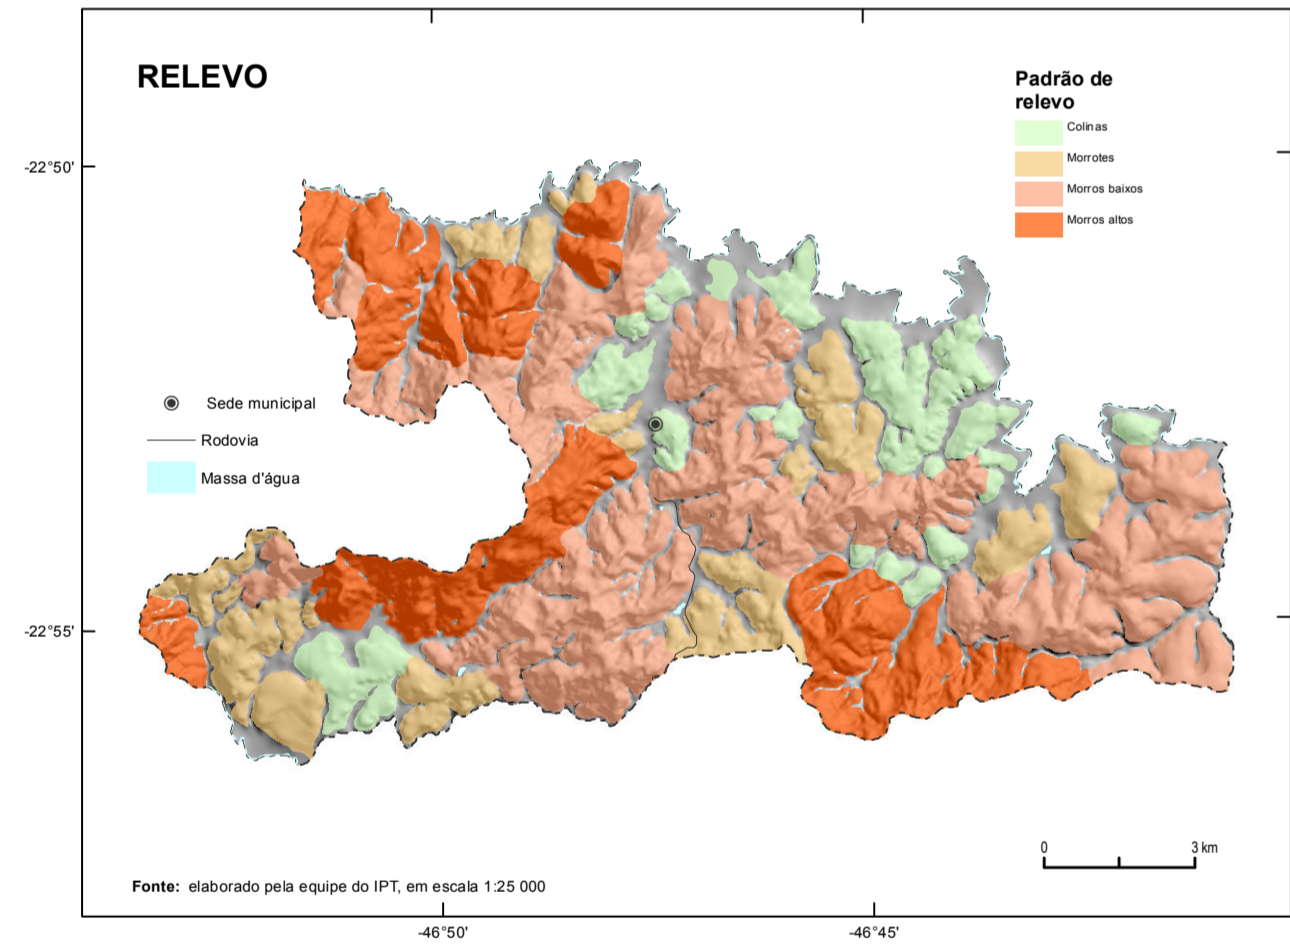 RELEVO
Padrão de
relevo
Colinas
Morrotes
Morros baixos
Morros altos
-22°50'
Sede municipal
Rodovia
Massa d'água
-22°55'
0 3 km
Fonte: elaborado pela equipe do IPT, em escala 1:25 000
-46°50' -46°45'